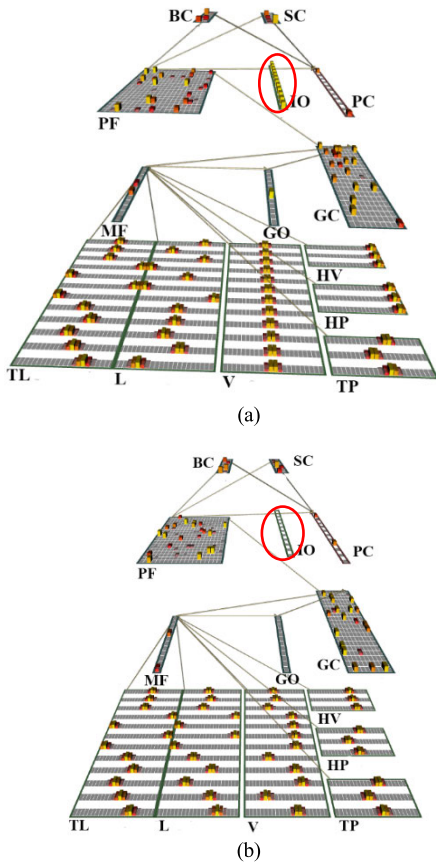 BC SC
PF IO PC
MF GO GC
HV
HP
TL L V TP
(a)
BC SC
PF IO PC
MF GO GC
HV
HP
TL L V TP
(b)